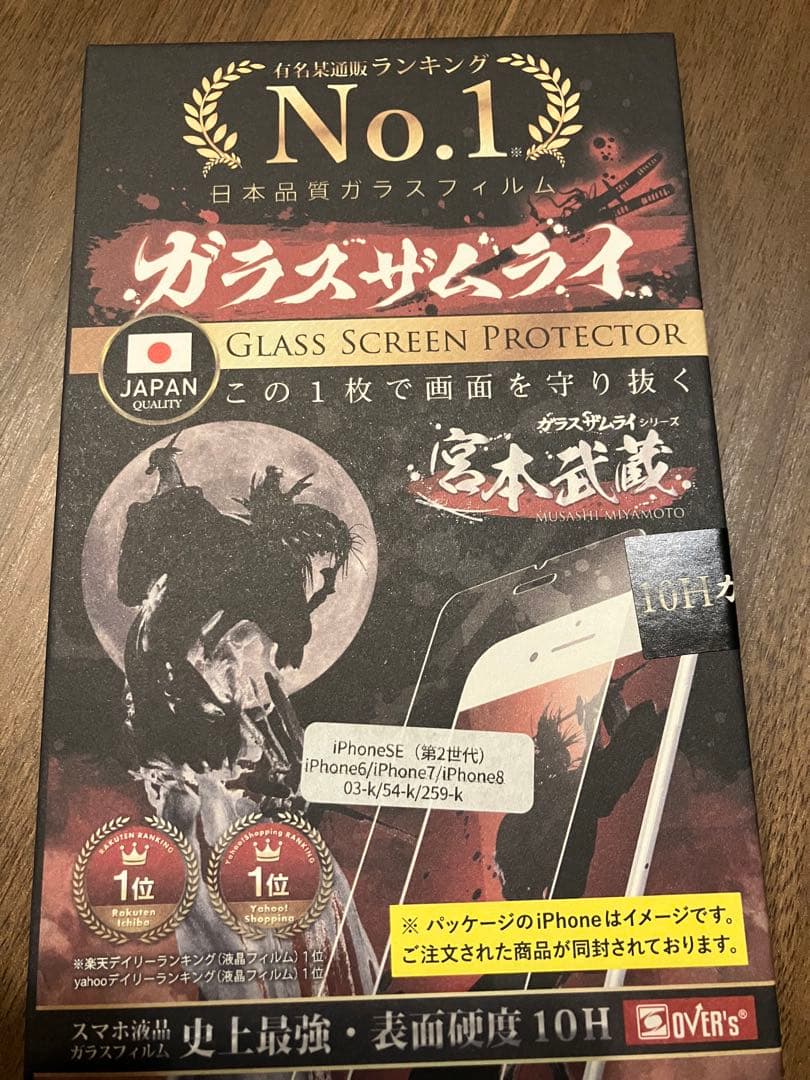 有名某通販ランキング
No.1※
日本品質ガラスフィルム
ガラスザムライ
GLASS SCREEN PROTECTOR
JAPAN
QUALITY
この1枚で画面を守り抜く
ガラスザムライシリーズ
宮本武蔵
MUSASHI MIYAMOTO
10Hガ
iPhoneSE（第2世代）
iPhone6/iPhone7/iPhone8
03-k/54-k/259-k
RAKUTEN RANKING
1位
Rakuten
Ichiba
Yahoo!Shopping RANKING
1位
Yahoo!
Shopping
※ パッケージのiPhoneはイメージです。
ご注文された商品が同封されております。
※楽天デイリーランキング（液晶フィルム）1位
yahooデイリーランキング（液晶フィルム）1位
スマホ液晶
ガラスフィルム
史上最強・表面硬度10H
OVER's®